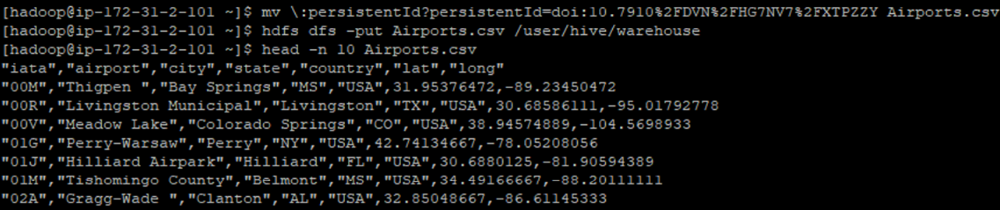 [hadoop@ip-172-31-2-101 ~]$ mv \:persistentId?persistentId=doi:10.7910%2FDVN%2FHG7NV7%2FXTPZZY Airports.csv
[hadoop@ip-172-31-2-101 ~]$ hdfs dfs -put Airports.csv /user/hive/warehouse
[hadoop@ip-172-31-2-101 ~]$ head -n 10 Airports.csv
"iata","airport","city","state","country","lat","long"
"00M","Thigpen ","Bay Springs","MS","USA",31.95376472,-89.23450472
"00R","Livingston Municipal","Livingston","TX","USA",30.68586111,-95.01792778
"00V","Meadow Lake","Colorado Springs","CO","USA",38.94574889,-104.5698933
"01G","Perry-Warsaw","Perry","NY","USA",42.74134667,-78.05208056
"01J","Hilliard Airpark","Hilliard","FL","USA",30.6880125,-81.90594389
"01M","Tishomingo County","Belmont","MS","USA",34.49166667,-88.20111111
"02A","Gragg-Wade ","Clanton","AL","USA",32.85048667,-86.61145333